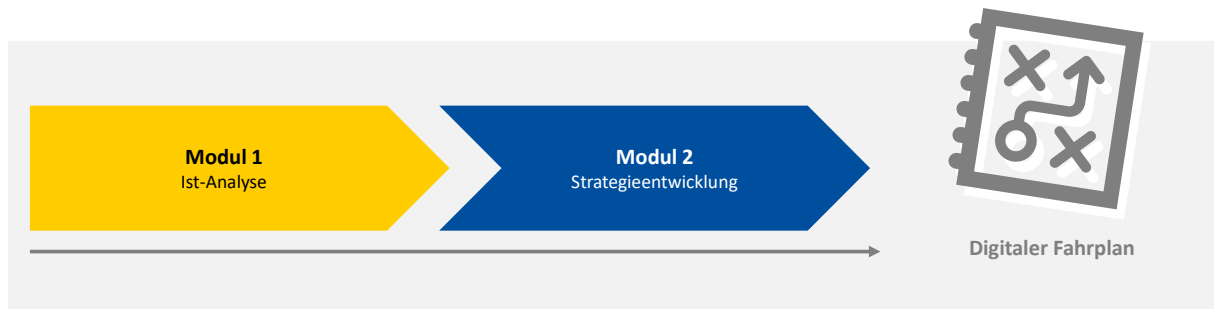 Modul 1
Ist-Analyse
Modul 2
Strategieentwicklung
Digitaler Fahrplan